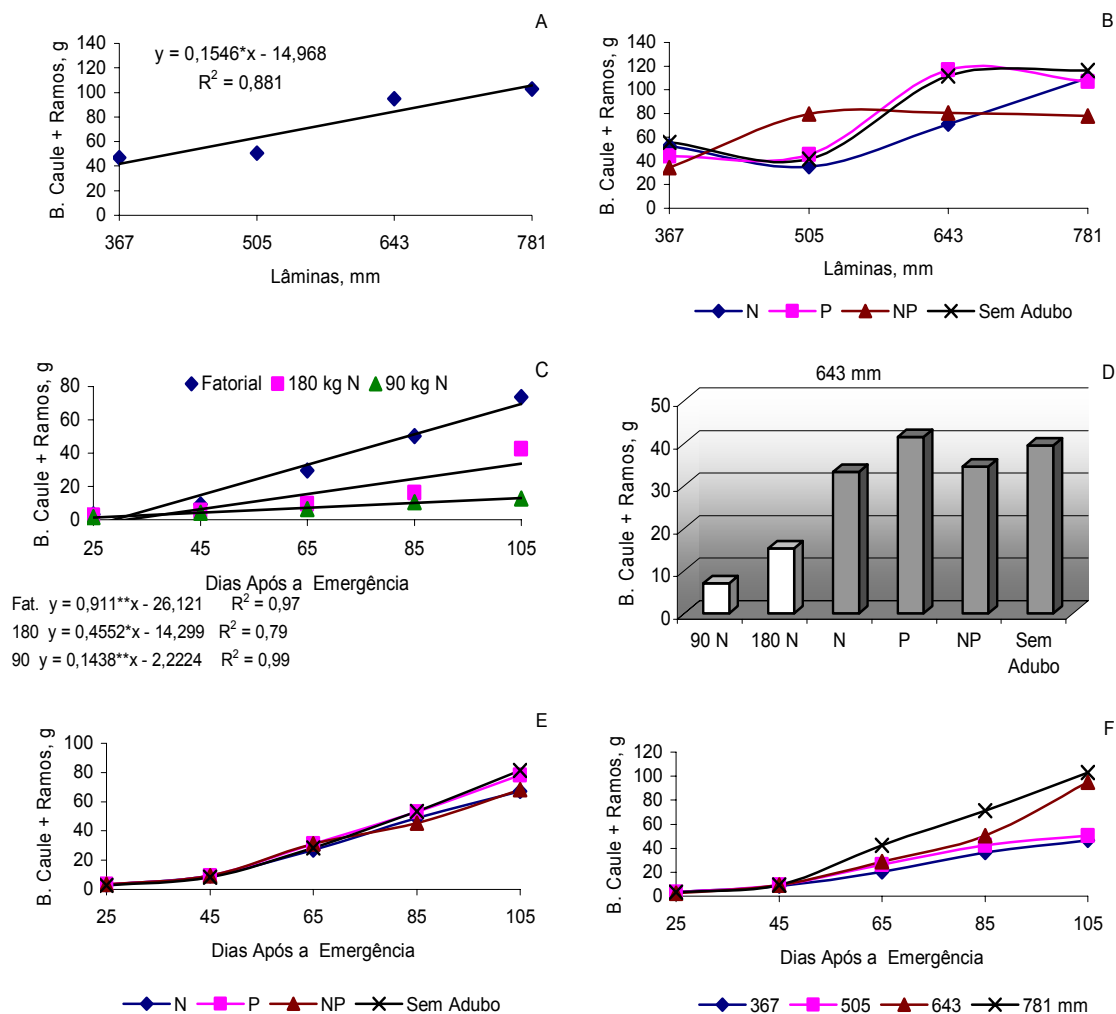 A
y = 0,1546*x - 14,968
R² = 0,881
B. Caule + Ramos, g
140
120
100
80
60
40
20
0
367 505 643 781
Lâminas, mm
B
B. Caule + Ramos, g
140
120
100
80
60
40
20
0
367 505 643 781
Lâminas, mm
N P NP Sem Adubo
C
Fatorial 180 kg N 90 kg N
B. Caule + Ramos, g
80
60
40
20
0
25 45 65 85 105
Dias Após a Emergência
Fat. y = 0,911**x - 26,121 R² = 0,97
180 y = 0,4552*x - 14,299 R² = 0,79
90 y = 0,1438**x - 2,2224 R² = 0,99
D
643 mm
B. Caule + Ramos, g
50
40
30
20
10
0
90 N 180 N N P NP Sem
Adubo
E
B. Caule + Ramos, g
100
80
60
40
20
0
25 45 65 85 105
Dias Após a Emergência
N P NP Sem Adubo
F
B. Caule + Ramos, g
120
100
80
60
40
20
0
25 45 65 85 105
Dias Após a Emergência
367 505 643 781 mm